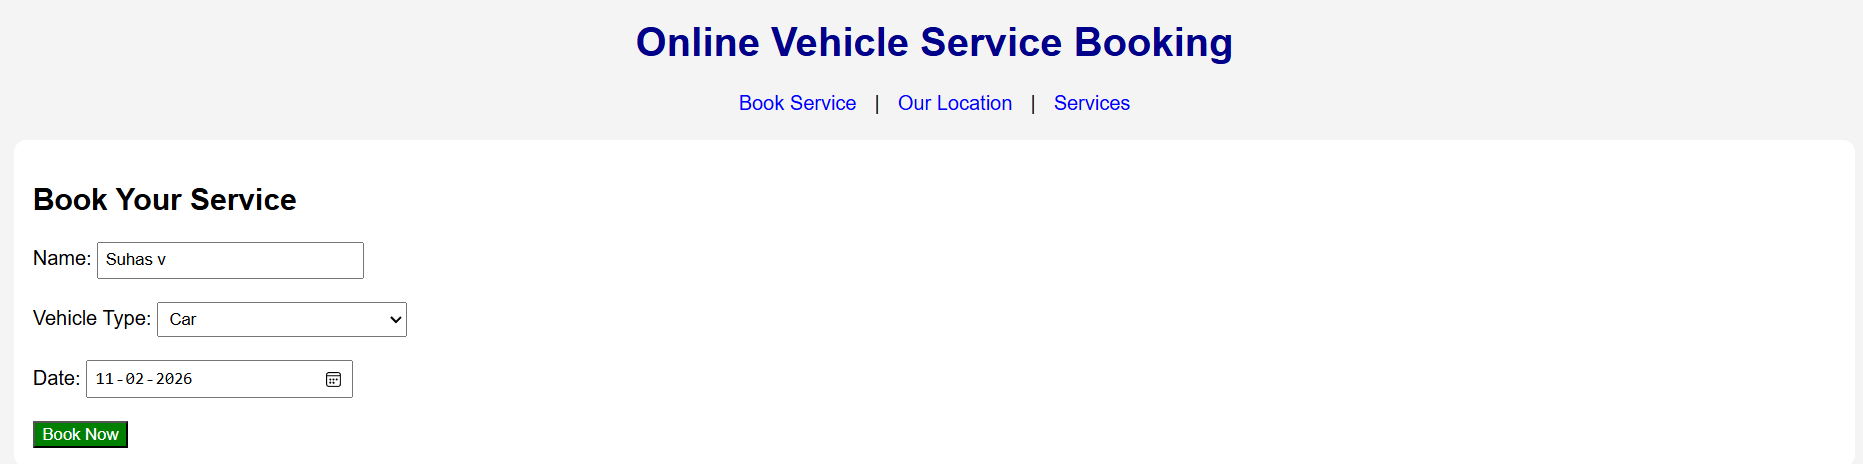 Online Vehicle Service Booking
Book Service | Our Location | Services
Book Your Service
Name: Suhas v
Vehicle Type: Car
Date: 11-02-2026
Book Now